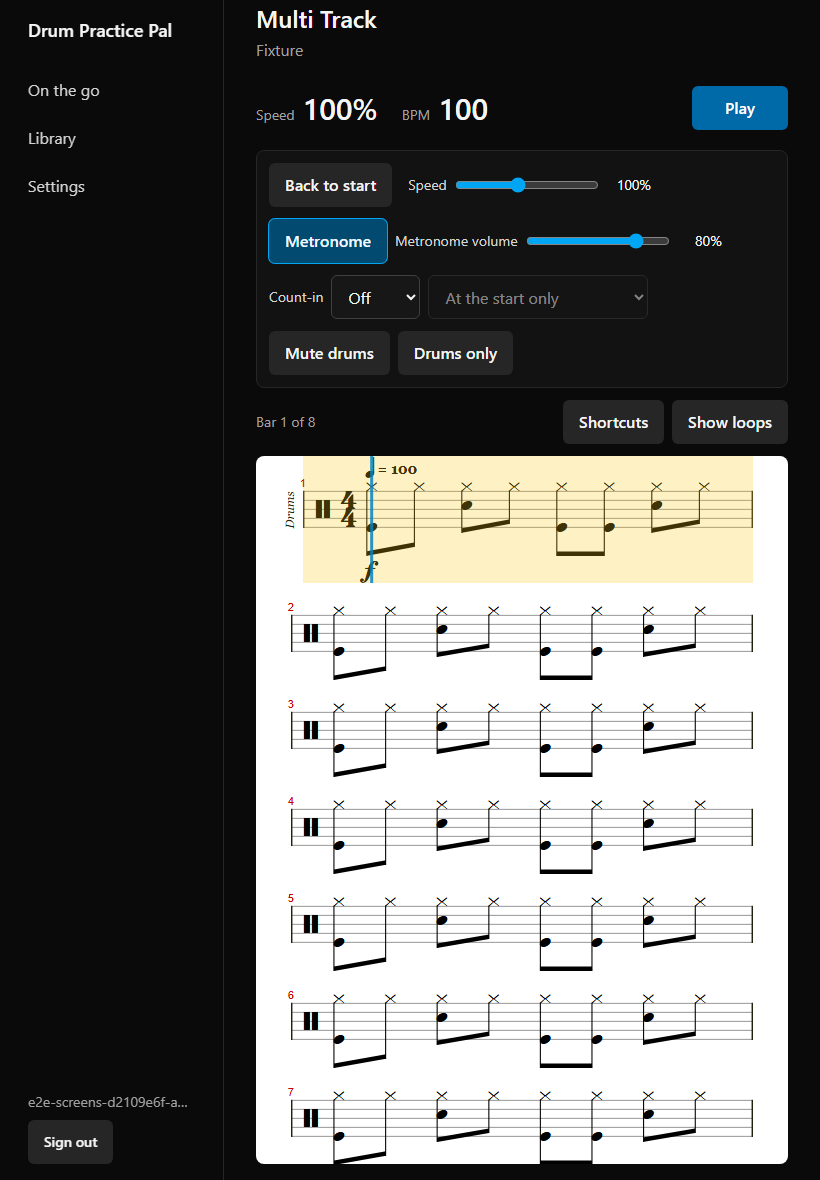 Drum Practice Pal
On the go
Library
Settings
e2e-screens-d2109e6f-a...
Sign out
Multi Track
Fixture
Speed 100% BPM 100
Play
Back to start Speed 100%
Metronome Metronome volume 80%
Count-in Off At the start only
Mute drums Drums only
Bar 1 of 8 Shortcuts Show loops
= 100
1
Drums
4
4
f
2
3
4
5
6
7